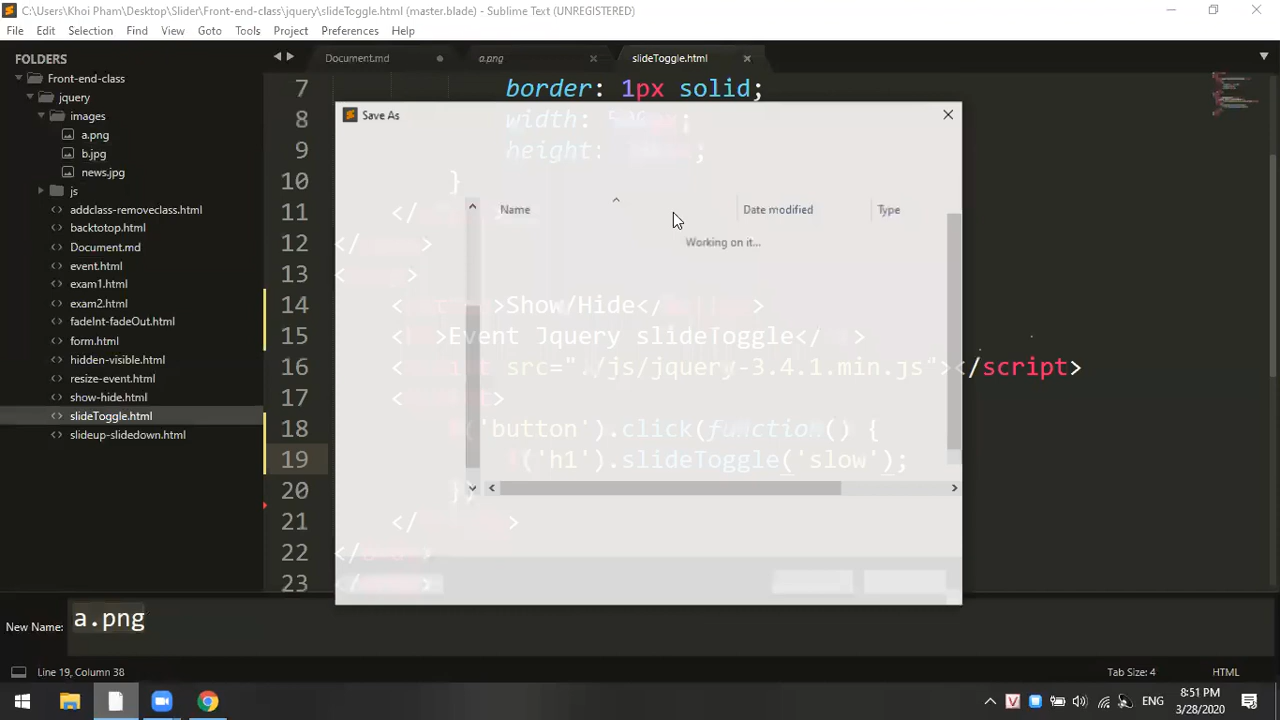 C:\Users\Khoi Pham\Desktop\Slider\Front-end-class\jquery\slideToggle.html (master.blade) - Sublime Text (UNREGISTERED)
File Edit Selection Find View Goto Tools Project Preferences Help
FOLDERS
Front-end-class
jquery
images
a.png
b.jpg
news.jpg
js
addclass-removeclass.html
backtotop.html
Document.md
event.html
exam1.html
exam2.html
fadeInt-fadeOut.html
form.html
hidden-visible.html
resize-event.html
show-hide.html
slideToggle.html
slideup-slidedown.html
Document.md a.png slideToggle.html
7 border: 1px solid;
8 width:
9 height: ;
10 }
11 </
12 </ >
13 < >
14 < >Show/Hide</ >
15 < >Event Jquery slideToggle</ >
16 < src="./js/jquery-3.4.1.min.js"></script>
17 < >
18 ('button').click(function() {
19 ('h1').slideToggle('slow');
20 })
21 </ >
22 </ >
23 </ >
Save As
Name Date modified Type
Working on it...
New Name: a.png
Line 19, Column 38 Tab Size: 4 HTML
V ENG 8:51 PM
3/28/2020